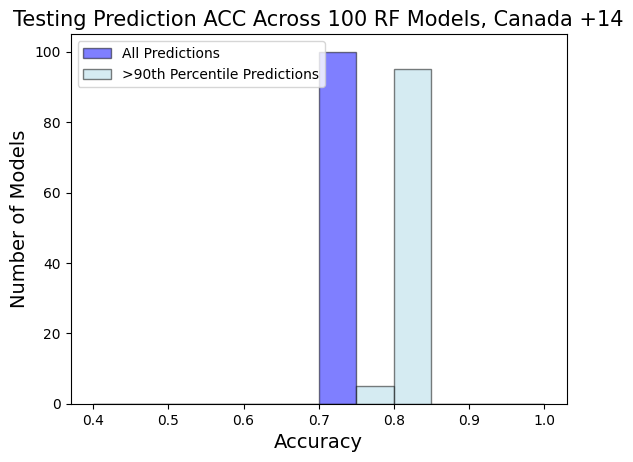 Testing Prediction ACC Across 100 RF Models, Canada +14
All Predictions
>90th Percentile Predictions
Number of Models
100
80
60
40
20
0
0.4 0.5 0.6 0.7 0.8 0.9 1.0
Accuracy